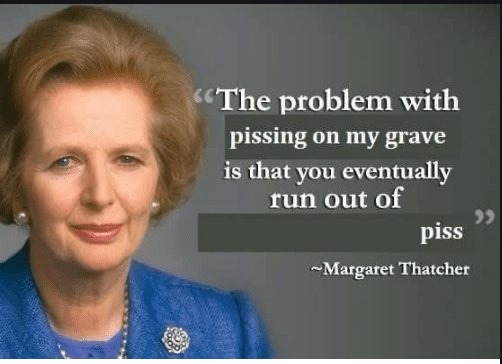 “The problem with
pissing on my grave
is that you eventually
run out of
piss”
~Margaret Thatcher